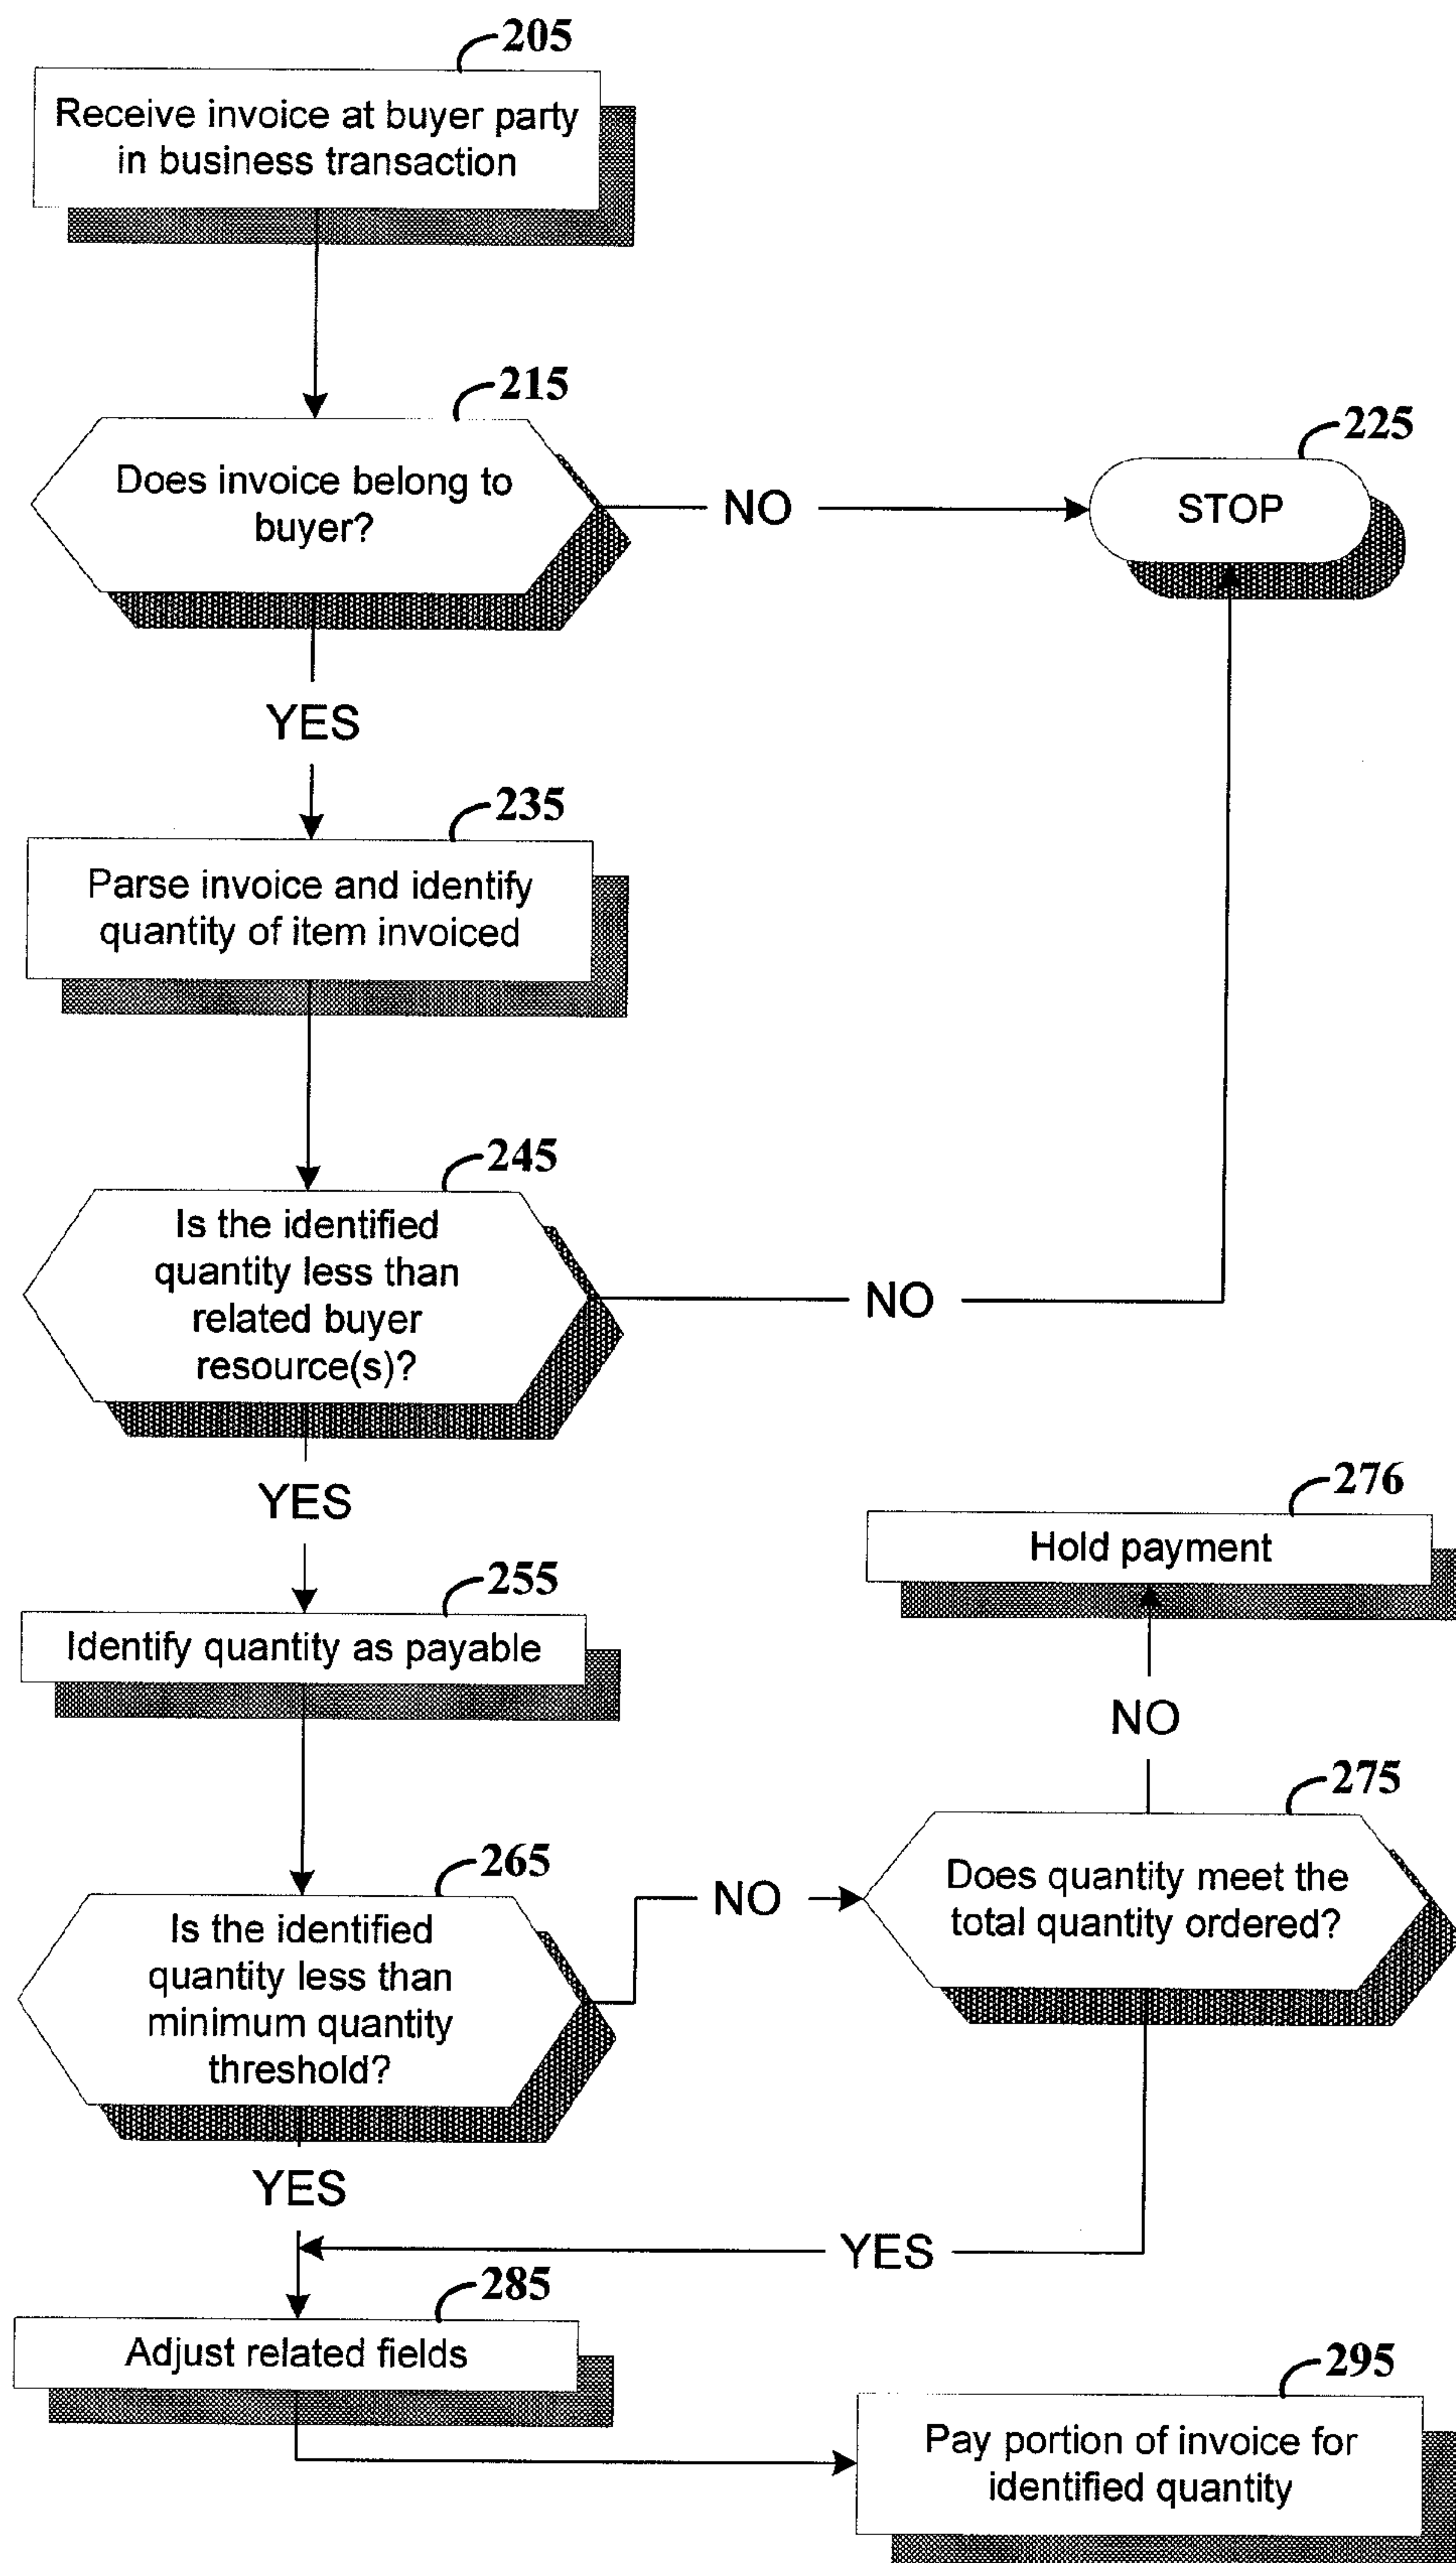 205
Receive invoice at buyer party
in business transaction
215
Does invoice belong to
buyer?
NO
225
STOP
YES
235
Parse invoice and identify
quantity of item invoiced
245
Is the identified
quantity less than
related buyer
resource(s)?
NO
YES
276
Hold payment
255
Identify quantity as payable
NO
275
Does quantity meet the
total quantity ordered?
265
Is the identified
quantity less than
minimum quantity
threshold?
NO
YES
YES
285
Adjust related fields
295
Pay portion of invoice for
identified quantity